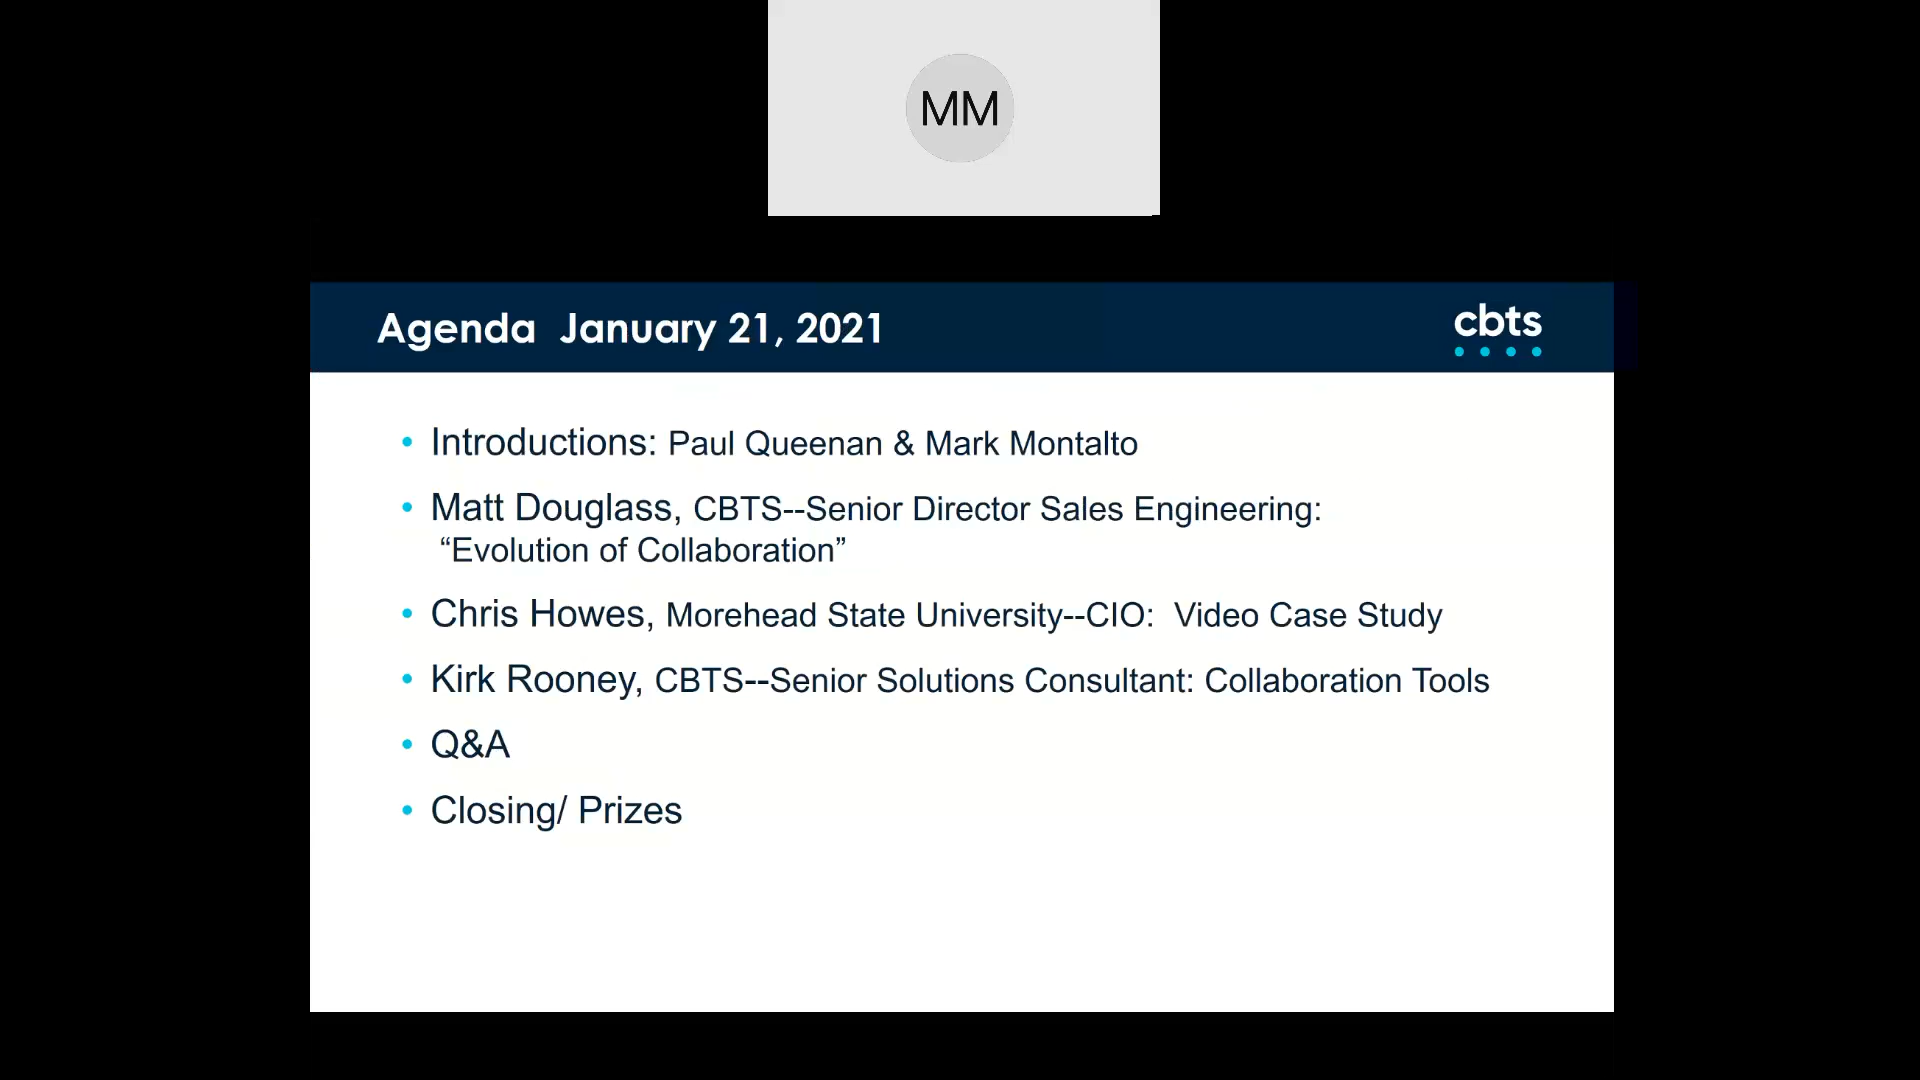 MM
Agenda  January 21, 2021
cbts
• Introductions: Paul Queenan & Mark Montalto
• Matt Douglass, CBTS--Senior Director Sales Engineering:
“Evolution of Collaboration”
• Chris Howes, Morehead State University--CIO:  Video Case Study
• Kirk Rooney, CBTS--Senior Solutions Consultant: Collaboration Tools
• Q&A
• Closing/ Prizes